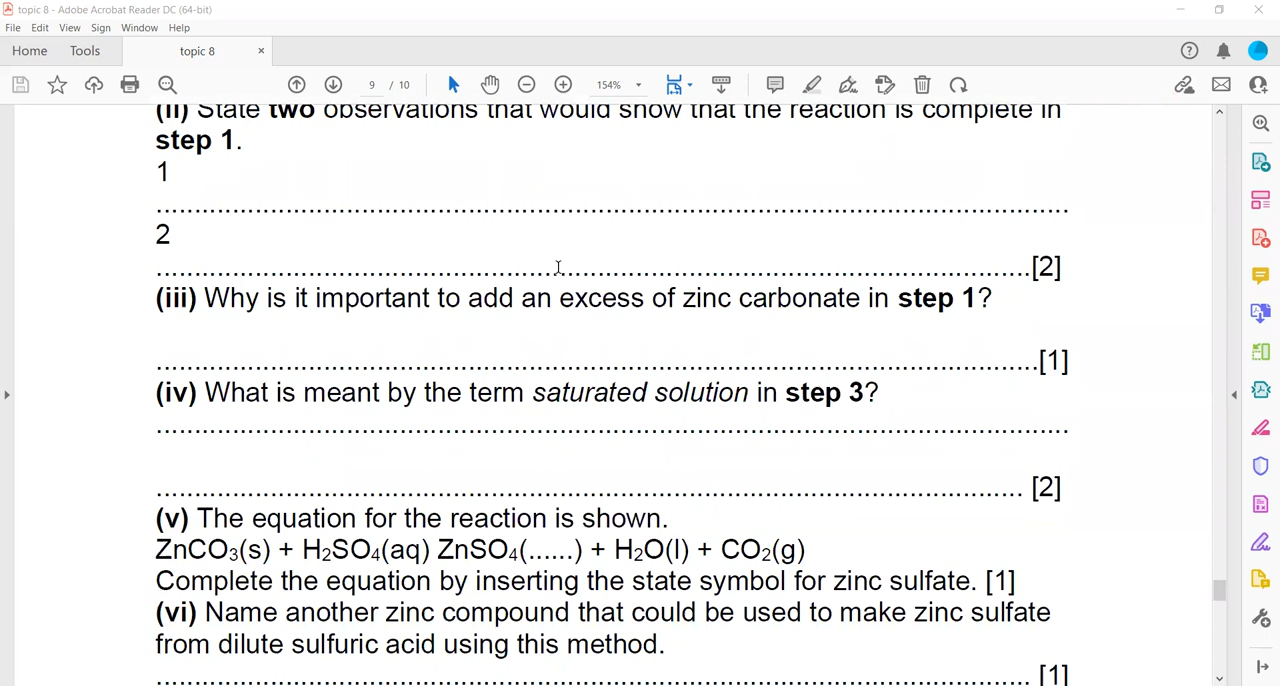 topic 8 - Adobe Acrobat Reader DC (64-bit)
File Edit View Sign Window Help
Home Tools topic 8 ×
9 / 10 154%
(ii) State two observations that would show that the reaction is complete in
step 1.
1
..............................................................................................................
2
.........................................................................................................[2]
(iii) Why is it important to add an excess of zinc carbonate in step 1?
..........................................................................................................[1]
(iv) What is meant by the term saturated solution in step 3?
..............................................................................................................
........................................................................................................ [2]
(v) The equation for the reaction is shown.
ZnCO₃(s) + H₂SO₄(aq) ZnSO₄(......) + H₂O(l) + CO₂(g)
Complete the equation by inserting the state symbol for zinc sulfate. [1]
(vi) Name another zinc compound that could be used to make zinc sulfate
from dilute sulfuric acid using this method.
......................................................................................................... [1]